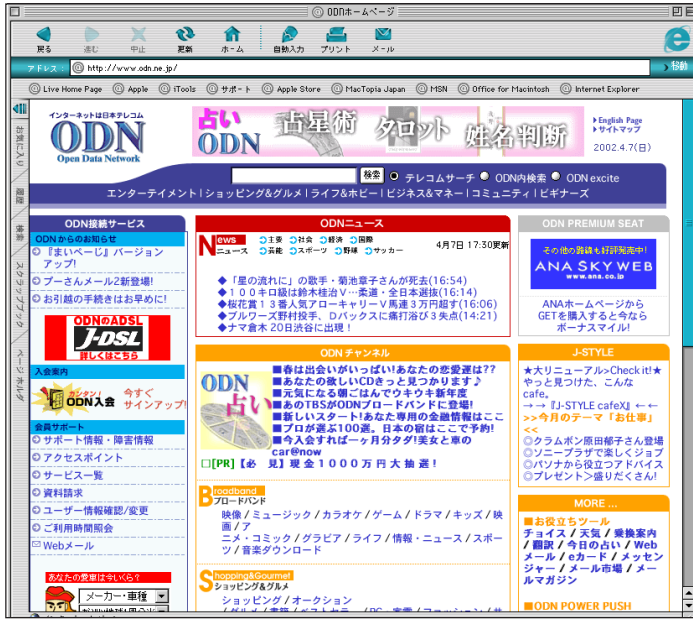 ODNホームページ
戻る 進む 中止 更新 ホーム 自動入力 プリント メール
アドレス: http://www.odn.ne.jp/ 移動
Live Home Page Apple iTools サポート Apple Store MacTopia Japan MSN Office for Macintosh Internet Explorer
お気に入り
履歴
検索
スクラップブック
ページ ホルダ
インターネットは日本テレコム
ODN
Open Data Network
占い
ODN
占星術 タロット 姓名判断
English Page
サイトマップ
2002.4.7(日)
検索 テレコムサーチ ODN内検索 ODN excite
エンターテイメント|ショッピング&グルメ|ライフ&ホビー|ビジネス&マネー|コミュニティ|ビギナーズ
ODN接続サービス
ODNからのお知らせ
『まいぺーじ』バージョンアップ!
プーさんメール2新登場!
お引越の手続きはお早めに!
ODNのADSL
J-DSL
詳しくはこちら
入会案内
カンタン!
ODN入会
今すぐ
サインアップ!
会員サポート
サポート情報・障害情報
アクセスポイント
サービス一覧
資料請求
ユーザー情報確認/変更
ご利用時間照会
Webメール
あなたの愛車は今いくら?
メーカー・車種
ODNニュース
News
ニュース
主要 社会 経済 国際
芸能 スポーツ 野球 サッカー
4月7日 17:30更新
◆「星の流れに」の歌手・菊池章子さんが死去(16:54)
◆100キロ級は鈴木桂治V…柔道・全日本選抜(16:14)
◆桜花賞13番人気アローキャリーV馬連3万円超す(16:06)
◆ブルワーズ野村投手、Dバックスに痛打浴び3失点(14:21)
◆ナマ倉木20日渋谷に出現!
ODN チャンネル
ODN
占い
■春は出会いがいっぱい!あなたの恋愛運は??
■あなたの欲しいCDきっと見つかります♪
■元気になる朝ごはんでウキウキ新年度
■あのTBSがODNブロードバンドに登場!
■新しいスタート!あなた専用の金融情報はここ
■プロが選ぶ100選。日本の宿はここで予約!
■今入会すれば一ヶ月分タダ!美女と車の
car@now
□[PR]【必 見】現金1000万円大抽選!
Broadband
ブロードバンド
映像 / ミュージック / カラオケ / ゲーム / ドラマ / キッズ / 映画 / ア
ニメ・コミック / グラビア / ライフ / 情報・ニュース / スポーツ / 音楽ダウンロード
Shopping&Gourmet
ショッピング&グルメ
ショッピング / オークション
ODN PREMIUM SEAT
その他の路線も好評発売中!
ANA SKY WEB
www.ana.co.jp
ANAホームページから
GETを購入すると今なら
ボーナスマイル!
J-STYLE
★大リニューアル>Check it!★
やっと見つけた、こんな
cafe。
→→『J-STYLE cafeX』←←
>>今月のテーマ「お仕事」
<<
◎クラムボン原田郁子さん登場
◎ソニープラザで楽しくジョブ
◎パソナから役立つアドバイス
◎プレゼント>盛りだくさん!
MORE ...
■お役立ちツール
チョイス / 天気 / 乗換案内
/ 翻訳 / 今日の占い / Web
メール / eカード / メッセン
ジャー / メール市場 / メー
ルマガジン
■ODN POWER PUSH